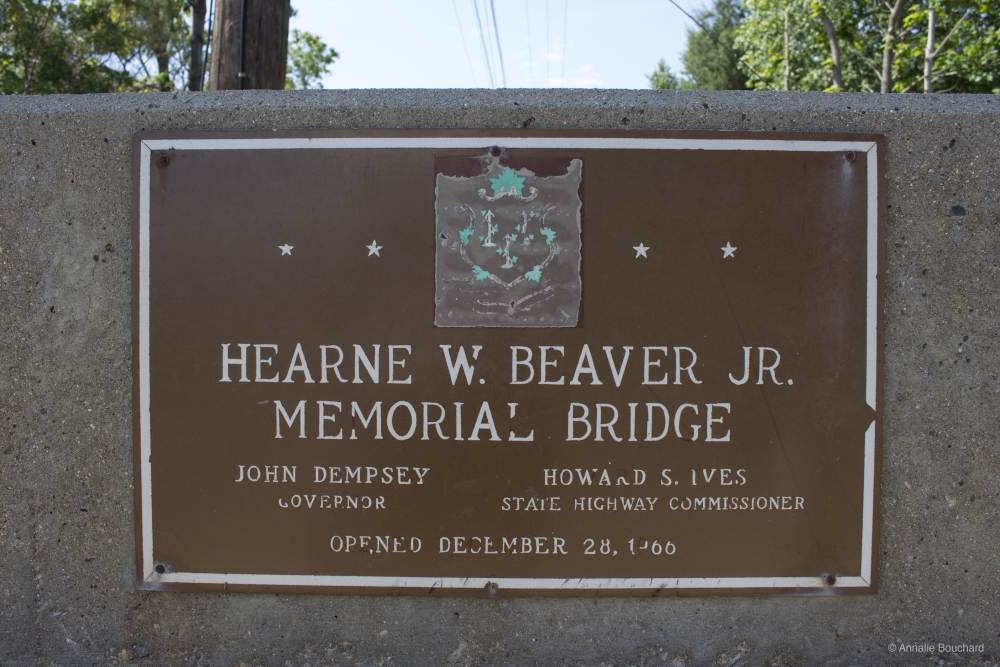 HEARNE W. BEAVER JR.
MEMORIAL BRIDGE
JOHN DEMPSEY
GOVERNOR
HOWARD S. IVES
STATE HIGHWAY COMMISSIONER
OPENED DECEMBER 28, 1966
© Annalie Bouchard